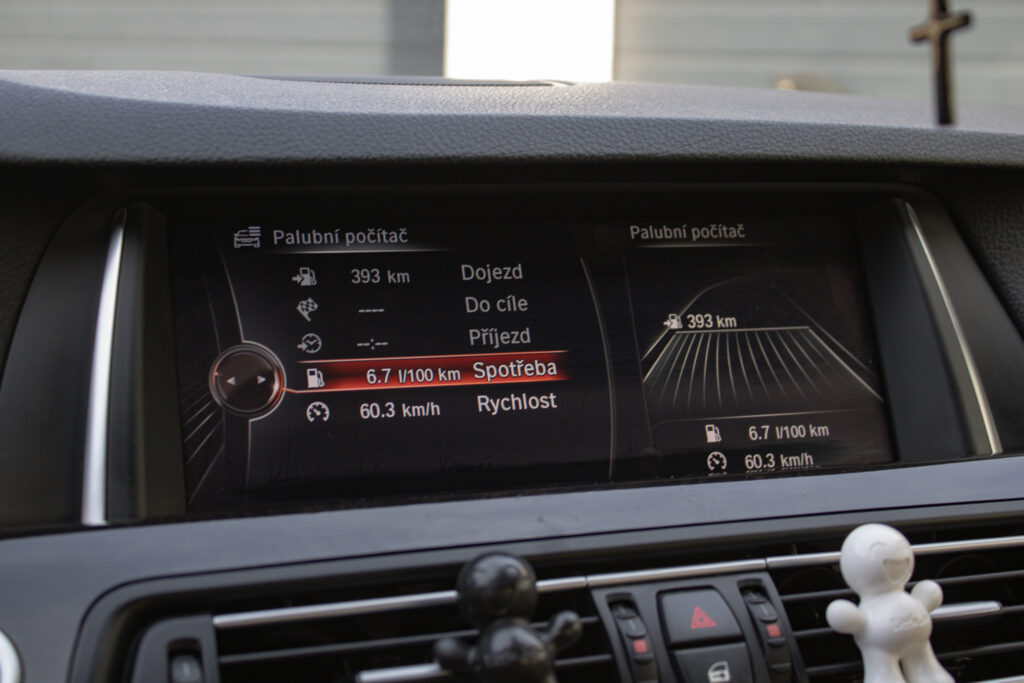 Palubní počítač
393 km Dojezd
---- Do cíle
--:-- Příjezd
6.7 l/100 km Spotřeba
60.3 km/h Rychlost
Palubní počítač
393 km
6.7 l/100 km
60.3 km/h